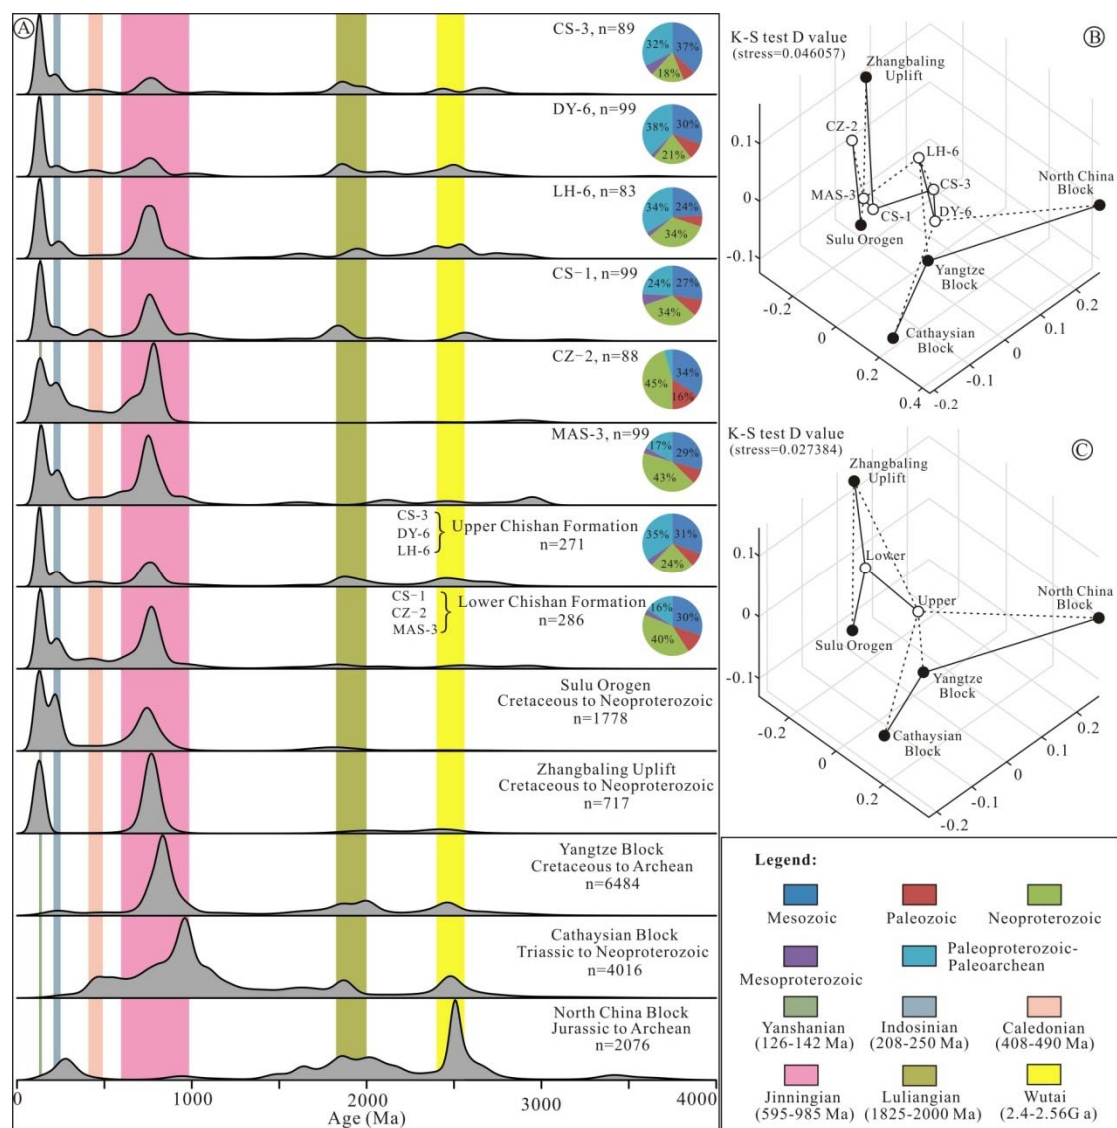 A
CS-3, n=89
32%
37%
18%
DY-6, n=99
38%
30%
21%
LH-6, n=83
34%
24%
34%
CS-1, n=99
24%
27%
34%
CZ-2, n=88
34%
45%
16%
MAS-3, n=99
17%
29%
43%
CS-3
DY-6
LH-6
Upper Chishan Formation
n=271
35%
31%
24%
CS-1
CZ-2
MAS-3
Lower Chishan Formation
n=286
16%
30%
40%
Sulu Orogen
Cretaceous to Neoproterozoic
n=1778
Zhangbaling Uplift
Cretaceous to Neoproterozoic
n=717
Yangtze Block
Cretaceous to Archean
n=6484
Cathaysian Block
Triassic to Neoproterozoic
n=4016
North China Block
Jurassic to Archean
n=2076
0
1000
2000
3000
4000
Age (Ma)
B
K-S test D value
(stress=0.046057)
Zhangbaling
Uplift
CZ-2
LH-6
MAS-3
CS-3
CS-1
DY-6
North China
Block
Sulu Orogen
Yangtze
Block
Cathaysian
Block
0.1
0
-0.1
-0.2
0
0.2
0.4
-0.2
-0.1
0
0.1
0.2
C
K-S test D value
(stress=0.027384)
Zhangbaling
Uplift
Lower
Upper
North China
Block
Sulu Orogen
Yangtze
Block
Cathaysian
Block
0.1
0
-0.1
-0.2
0
0.2
-0.2
-0.1
0
0.1
0.2
Legend:
Mesozoic
Paleozoic
Neoproterozoic
Mesoproterozoic
Paleoproterozoic-
Paleoarchean
Yanshanian
(126-142 Ma)
Indosinian
(208-250 Ma)
Caledonian
(408-490 Ma)
Jinningian
(595-985 Ma)
Luliangian
(1825-2000 Ma)
Wutai
(2.4-2.56G a)